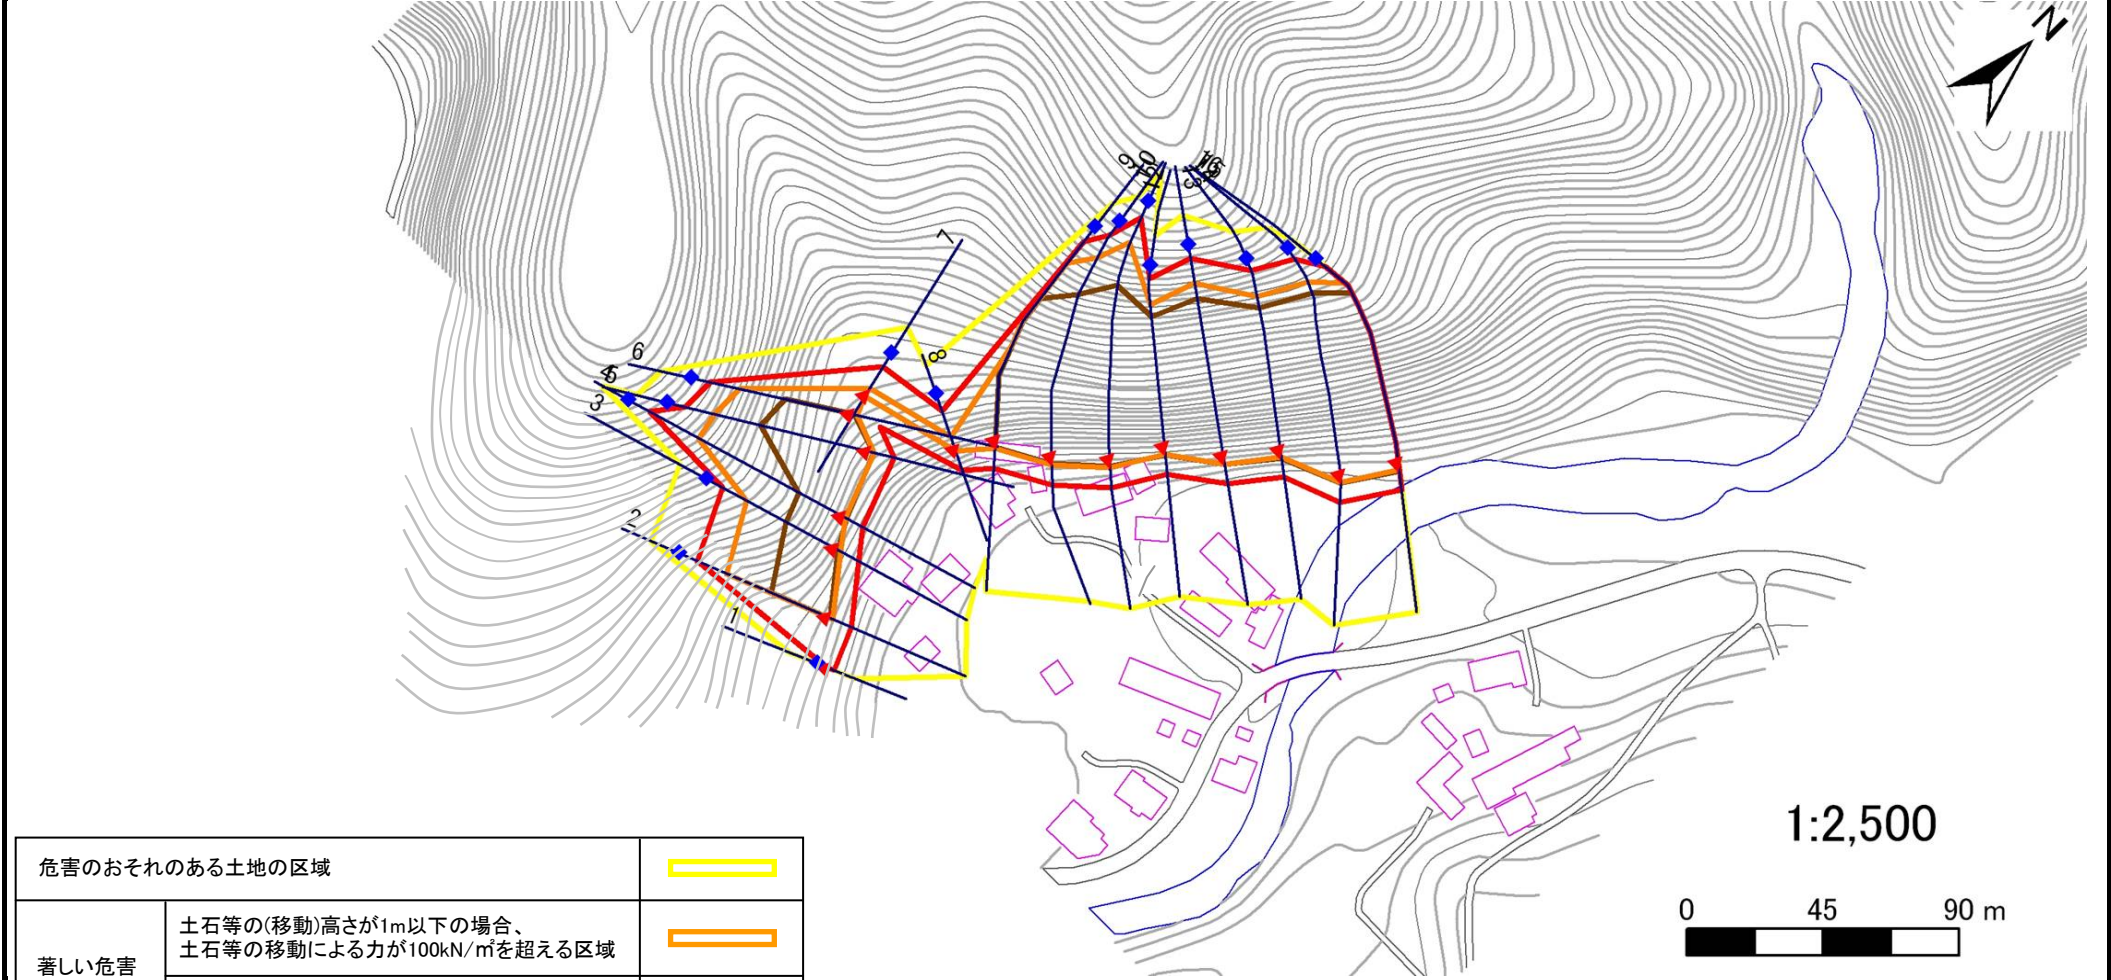 N
9
10
16
7
8
6
4
5
3
2
1
1:2,500
0 45 90 m
危害のおそれのある土地の区域
土石等の(移動)高さが1m以下の場合、
土石等の移動による力が100kN/㎡を超える区域
著しい危害